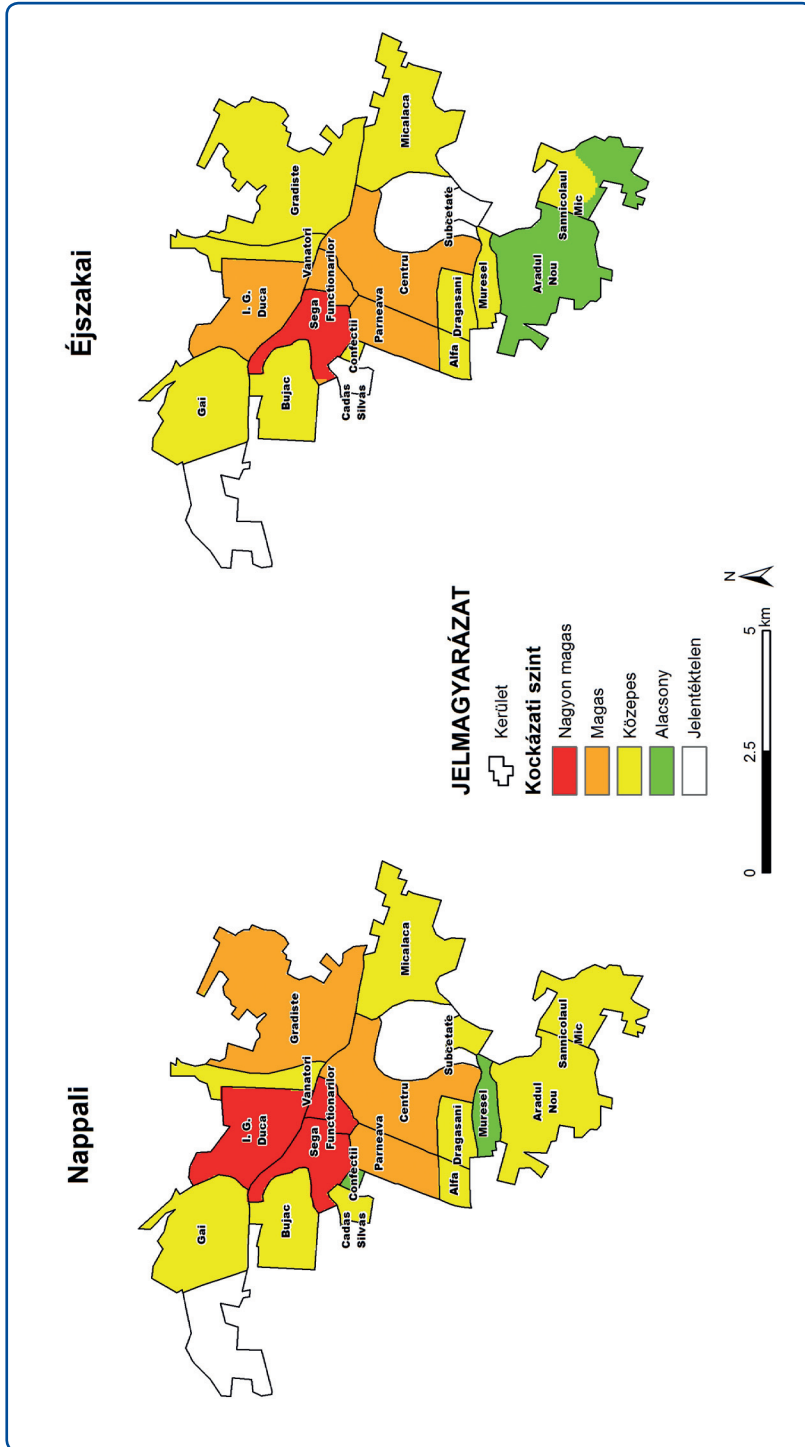 Nappali
Gai
I. G.
Duca
Vanatori
Gradiste
Bujac
Sega
Functionarilor
Cadas
Silvas
Confectii
Parneava
Centru
Micalaca
Subcetate
Alfa
Dragasani
Muresel
Aradul
Nou
Sannicolaul
Mic
Éjszakai
Gai
I. G.
Duca
Vanatori
Gradiste
Bujac
Sega
Functionarilor
Cadas
Silvas
Confectii
Parneava
Centru
Micalaca
Subcetate
Alfa
Dragasani
Muresel
Aradul
Nou
Sannicolaul
Mic
JELMAGYARÁZAT
Kerület
Kockázati szint
Nagyon magas
Magas
Közepes
Alacsony
Jelentéktelen
0 2.5 5
km
N